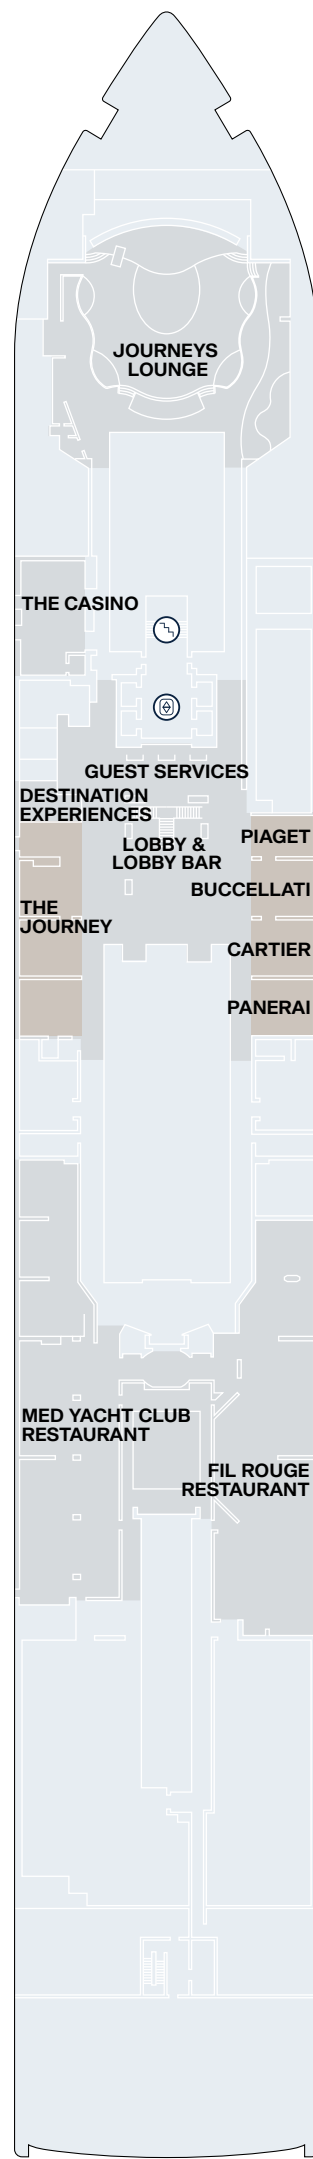 JOURNEYS
LOUNGE
THE CASINO
GUEST SERVICES
DESTINATION
EXPERIENCES
LOBBY &
LOBBY BAR
PIAGET
BUCCELLATI
THE
JOURNEY
CARTIER
PANERAI
MED YACHT CLUB
RESTAURANT
FIL ROUGE
RESTAURANT